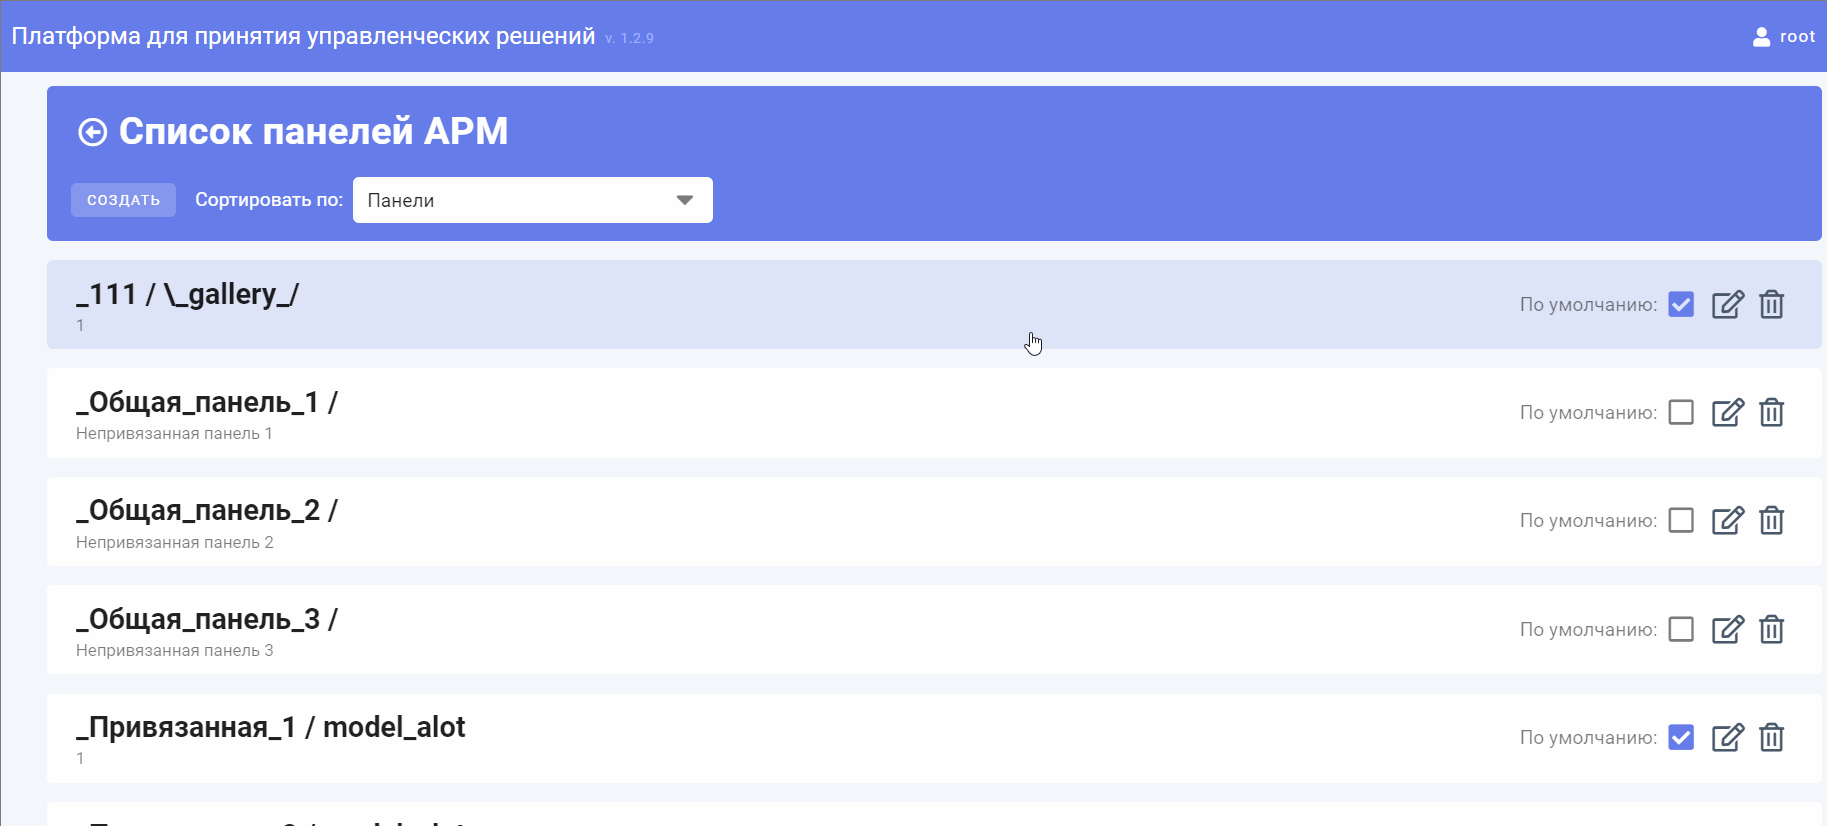 Платформа для принятия управленческих решений v. 1.2.9
root
Список панелей АРМ
СОЗДАТЬ Сортировать по: Панели
_111 / \_gallery_/
1
По умолчанию:
_Общая_панель_1 /
Непривязанная панель 1
По умолчанию:
_Общая_панель_2 /
Непривязанная панель 2
По умолчанию:
_Общая_панель_3 /
Непривязанная панель 3
По умолчанию:
_Привязанная_1 / model_alot
1
По умолчанию: